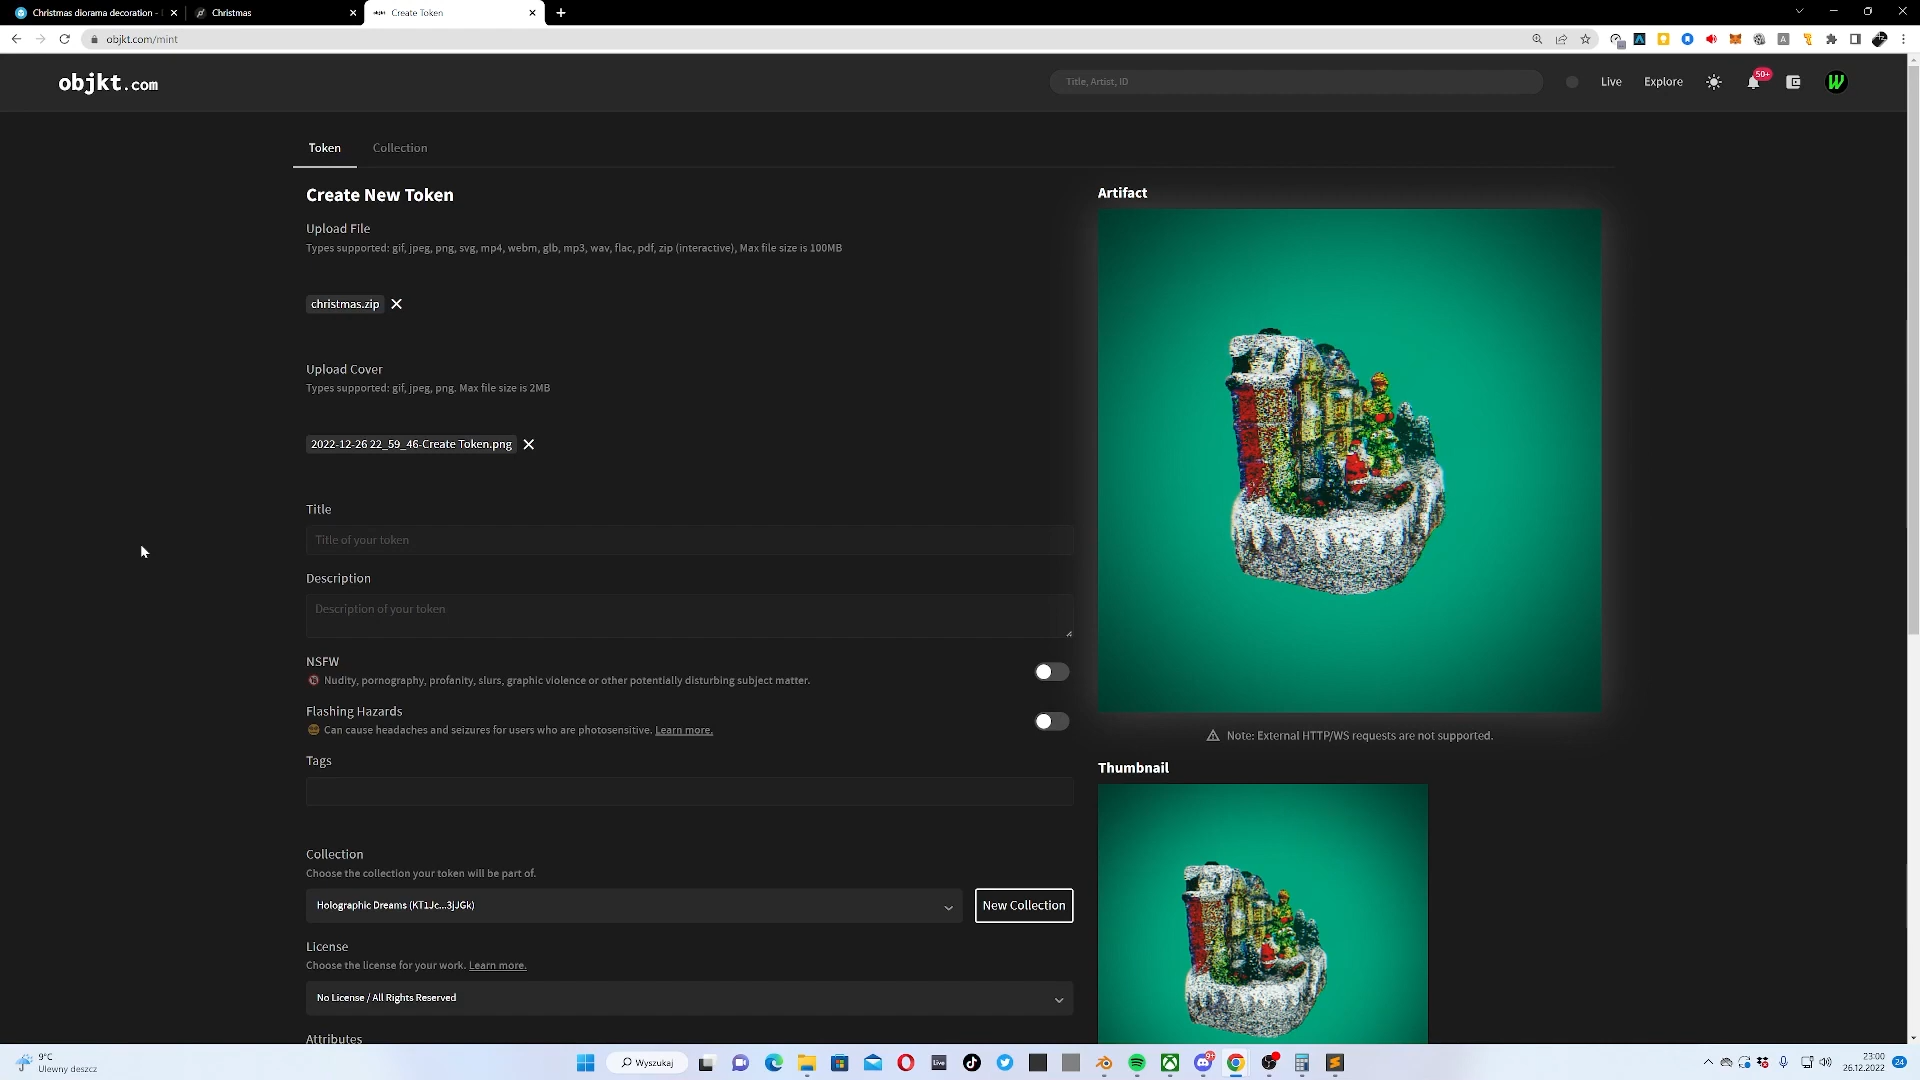 Christmas diorama decoration -
Christmas
Create Token
objkt.com/mint
objkt.com
Title, Artist, ID
Live
Explore
50+
Token
Collection
Create New Token
Upload File
Types supported: gif, jpeg, png, svg, mp4, webm, glb, mp3, wav, flac, pdf, zip (interactive), Max file size is 100MB
christmas.zip
Upload Cover
Types supported: gif, jpeg, png. Max file size is 2MB
2022-12-26 22_59_46-Create Token.png
Title
Title of your token
Description
Description of your token
NSFW
Nudity, pornography, profanity, slurs, graphic violence or other potentially disturbing subject matter.
Flashing Hazards
Can cause headaches and seizures for users who are photosensitive. Learn more.
Tags
Collection
Choose the collection your token will be part of.
Holographic Dreams (KT1Jc...3jJGk)
New Collection
License
Choose the license for your work. Learn more.
No License / All Rights Reserved
Attributes
Artifact
Note: External HTTP/WS requests are not supported.
Thumbnail
9°C
Ulewny deszcz
Wyszukaj
Live
9+
23:00
26.12.2022
24